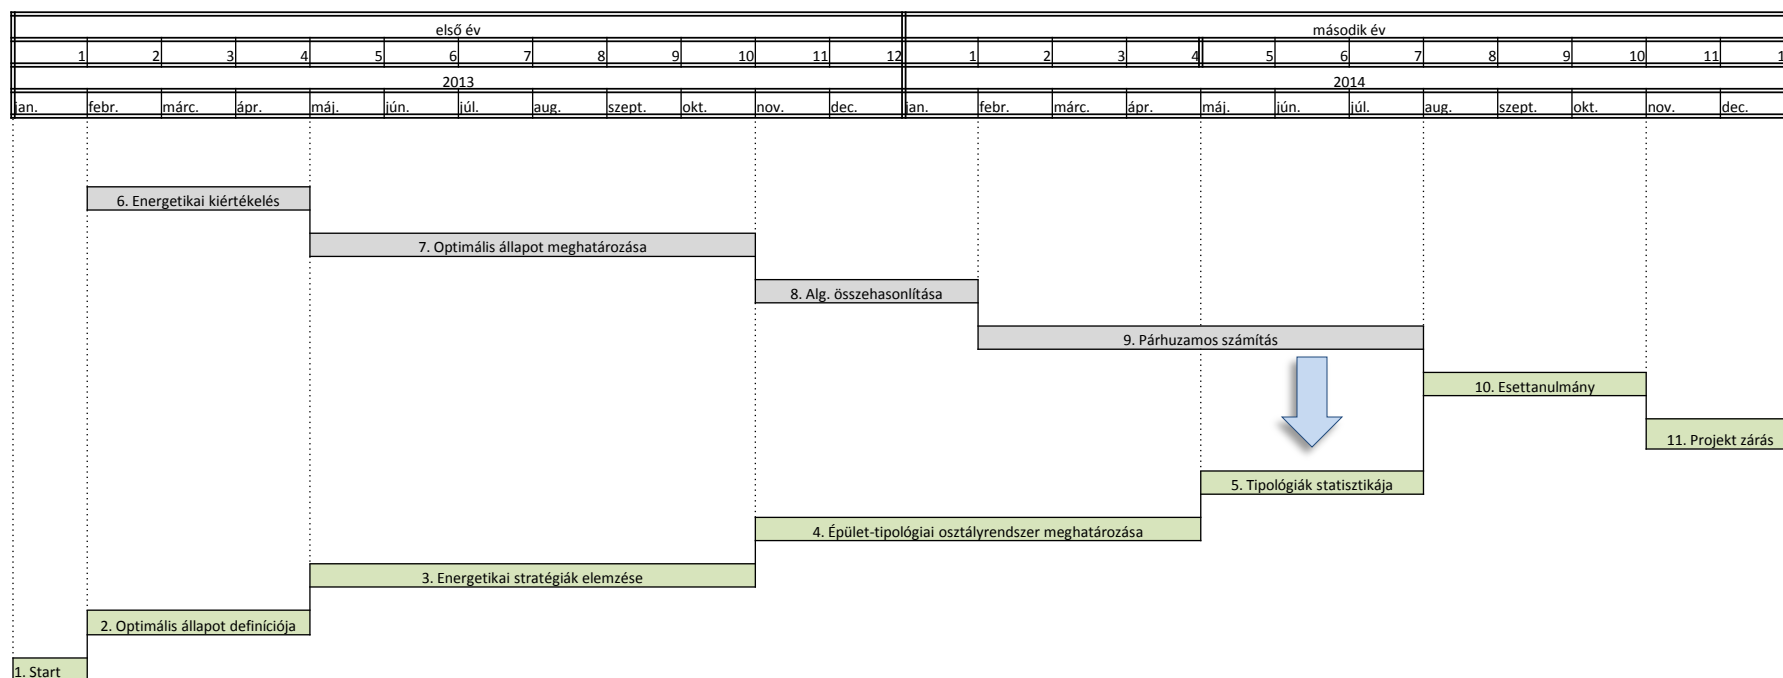 első év második év
1 2 3 4 5 6 7 8 9 10 11 12 1 2 3 4 5 6 7 8 9 10 11 1
2013 2014
jan. febr. márc. ápr. máj. jún. júl. aug. szept. okt. nov. dec. jan. febr. márc. ápr. máj. jún. júl. aug. szept. okt. nov. dec.
6. Energetikai kiértékelés
7. Optimális állapot meghatározása
8. Alg. összehasonlítása
9. Párhuzamos számítás
10. Esettanulmány
11. Projekt zárás
5. Tipológiák statisztikája
4. Épület-tipológiai osztályrendszer meghatározása
3. Energetikai stratégiák elemzése
2. Optimális állapot definíciója
1. Start